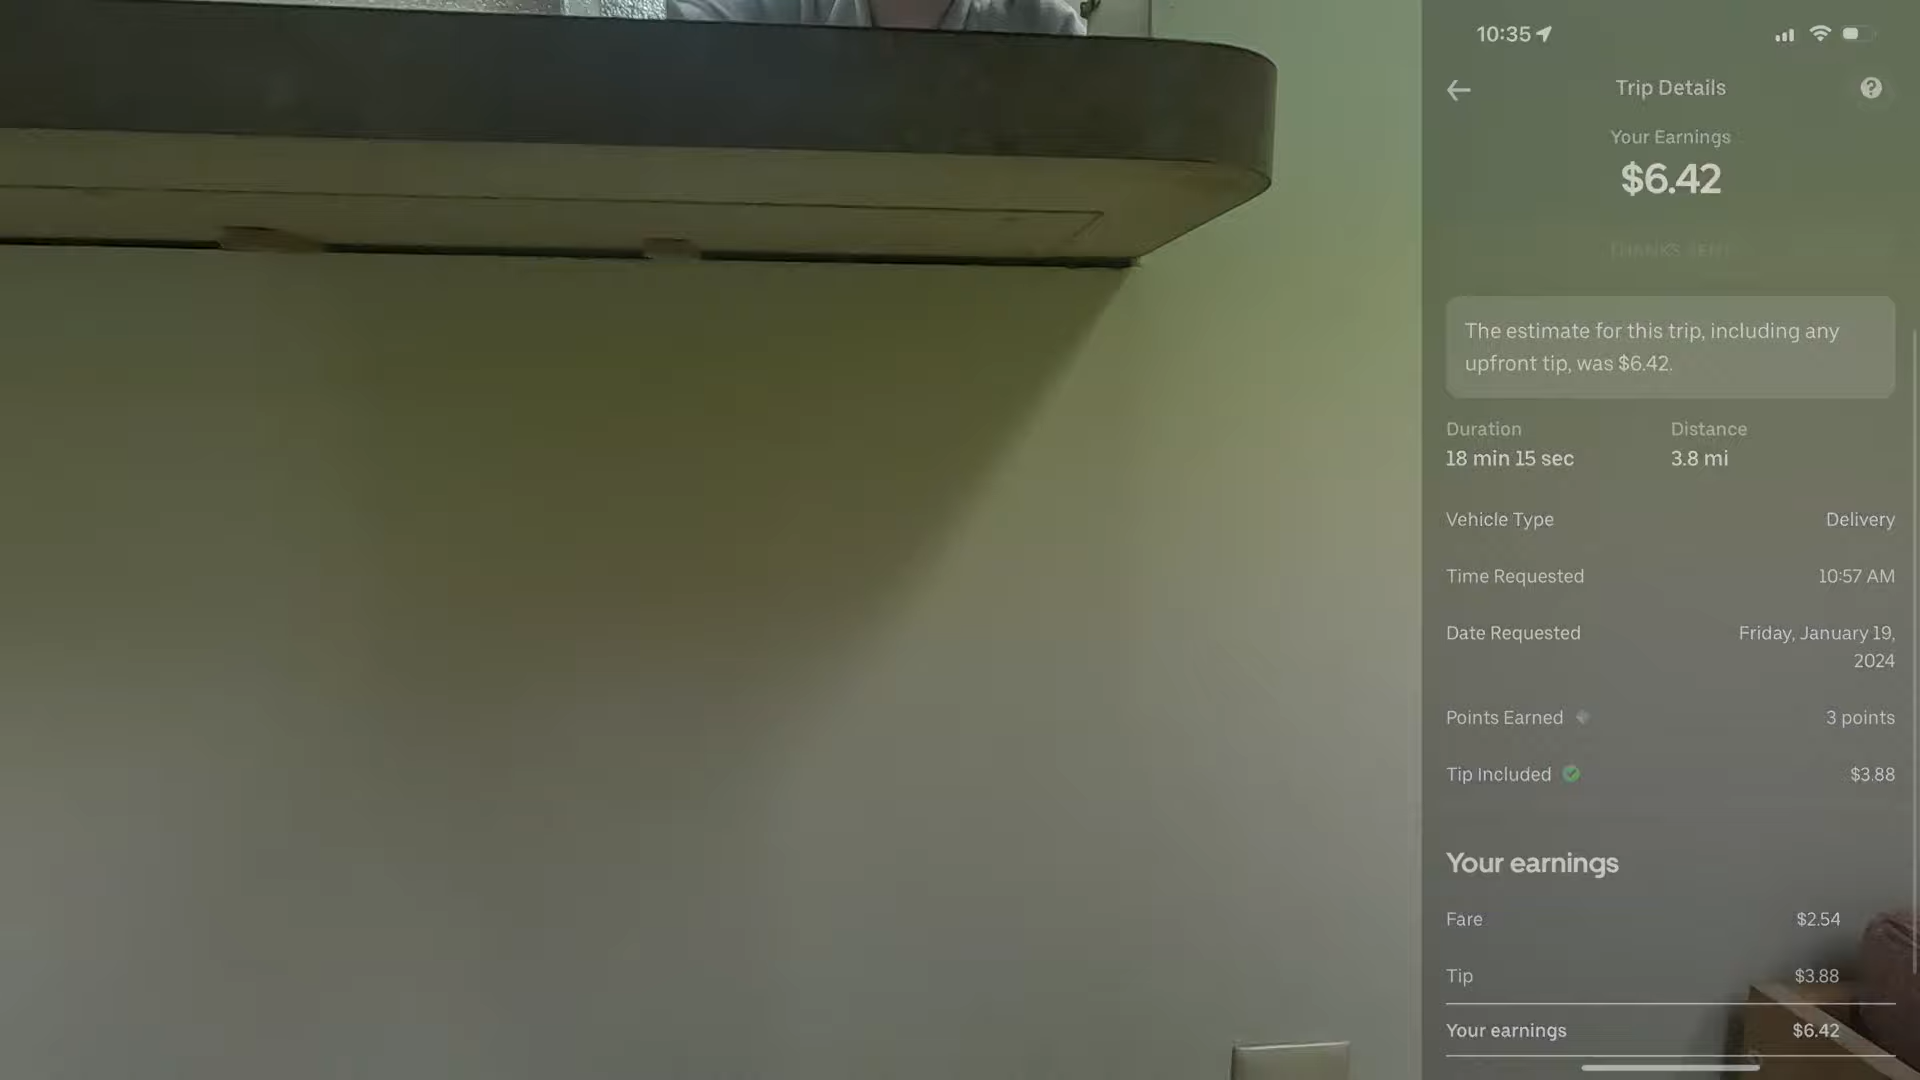 10:35
Trip Details
Your Earnings
$6.42
THANKS SENT
The estimate for this trip, including any
upfront tip, was $6.42.
Duration
Distance
18 min 15 sec
3.8 mi
Vehicle Type
Delivery
Time Requested
10:57 AM
Date Requested
Friday, January 19,
2024
Points Earned
3 points
Tip Included
$3.88
Your earnings
Fare
$2.54
Tip
$3.88
Your earnings
$6.42